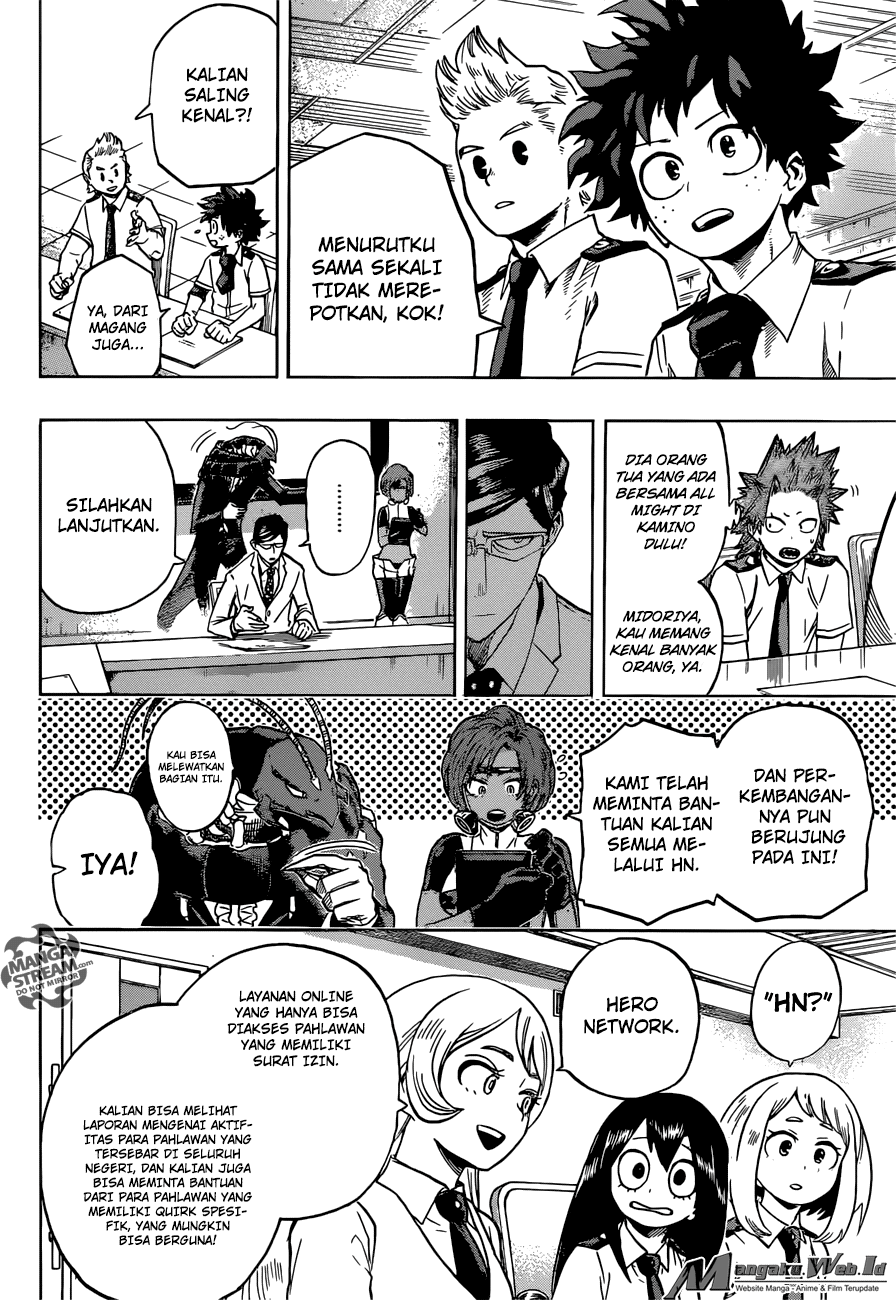 MENURUTKU
SAMA SEKALI
TIDAK MERE-
POTKAN, KOK!
KALIAN
SALING
KENAL?!
YA, DARI
MAGANG
JUGA...
DIA ORANG
TUA YANG ADA
BERSAMA ALL
MIGHT DI
KAMINO
DULU!
MIDORIYA,
KAU MEMANG
KENAL BANYAK
ORANG, YA.
.........
SILAHKAN
LANJUTKAN.
DAN PER-
KEMBANGAN-
NYA PUN
BERUJUNG
PADA INI!
KAMI TELAH
MEMINTA BAN-
TUAN KALIAN
SEMUA ME-
LALUI HN.
KAU BISA
MELEWATKAN
BAGIAN ITU.
IYA!
"HN?"
HERO
NETWORK.
LAYANAN ONLINE
YANG HANYA BISA
DIAKSES PAHLAWAN
YANG MEMILIKI
SURAT IZIN.
KALIAN BISA MELIHAT
LAPORAN MENGENAI AKTIF-
ITAS PARA PAHLAWAN YANG
TERSEBAR DI SELURUH
NEGERI, DAN KALIAN JUGA
BISA MEMINTA BANTUAN
DARI PARA PAHLAWAN YANG
MEMILIKI QUIRK SPESI-
FIK, YANG MUNGKIN
BISA BERGUNA!
MANGA
STREAM.com
DO NOT MIRROR
Mangaku.Web.Id
Website Manga - Anime & Film Terupdate